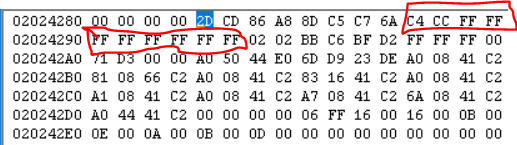 02024280 00 00 00 00 2D CD 86 A8 8D C5 C7 6A C4 CC FF FF
02024290 FF FF FF FF FF FF 02 02 BB C6 BF D2 FF FF FF 00
020242A0 71 D3 00 00 A0 50 44 E0 6D D9 23 DE A0 08 41 C2
020242B0 81 08 66 C2 A0 08 41 C2 83 16 41 C2 A0 08 41 C2
020242C0 A1 08 41 C2 A0 08 41 C2 A7 08 41 C2 6A 08 41 C2
020242D0 A0 44 41 C2 00 00 00 00 06 FF 16 00 16 00 0B 00
020242E0 0E 00 0A 00 0B 00 0D 00 00 00 00 00 00 00 00 00